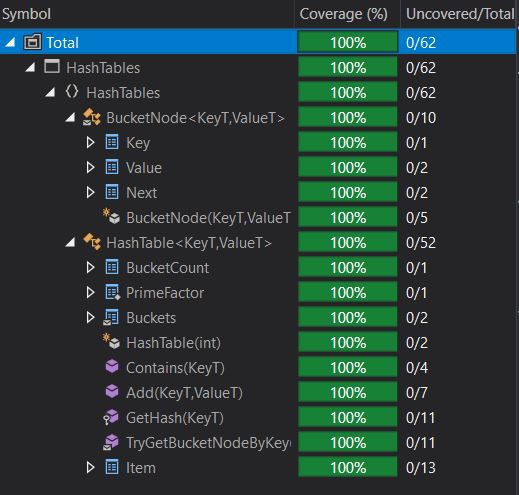 Symbol Coverage (%) Uncovered/Total
Total 100% 0/62
HashTables 100% 0/62
HashTables 100% 0/62
BucketNode<KeyT,ValueT> 100% 0/10
Key 100% 0/1
Value 100% 0/2
Next 100% 0/2
BucketNode(KeyT,ValueT 100% 0/5
HashTable<KeyT,ValueT> 100% 0/52
BucketCount 100% 0/1
PrimeFactor 100% 0/1
Buckets 100% 0/2
HashTable(int) 100% 0/2
Contains(KeyT) 100% 0/4
Add(KeyT,ValueT) 100% 0/7
GetHash(KeyT) 100% 0/11
TryGetBucketNodeByKey( 100% 0/11
Item 100% 0/13